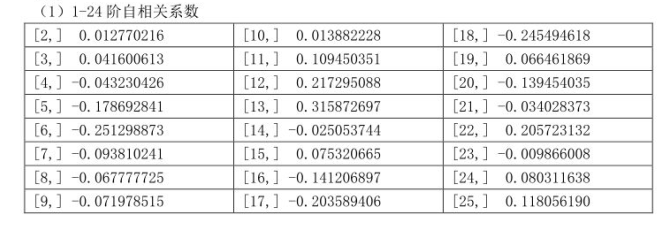 （1）1-24 阶自相关系数
[2,] 0.012770216 [10,] 0.013882228 [18,] -0.245494618
[3,] 0.041600613 [11,] 0.109450351 [19,] 0.066461869
[4,] -0.043230426 [12,] 0.217295088 [20,] -0.139454035
[5,] -0.178692841 [13,] 0.315872697 [21,] -0.034028373
[6,] -0.251298873 [14,] -0.025053744 [22,] 0.205723132
[7,] -0.093810241 [15,] 0.075320665 [23,] -0.009866008
[8,] -0.067777725 [16,] -0.141206897 [24,] 0.080311638
[9,] -0.071978515 [17,] -0.203589406 [25,] 0.118056190